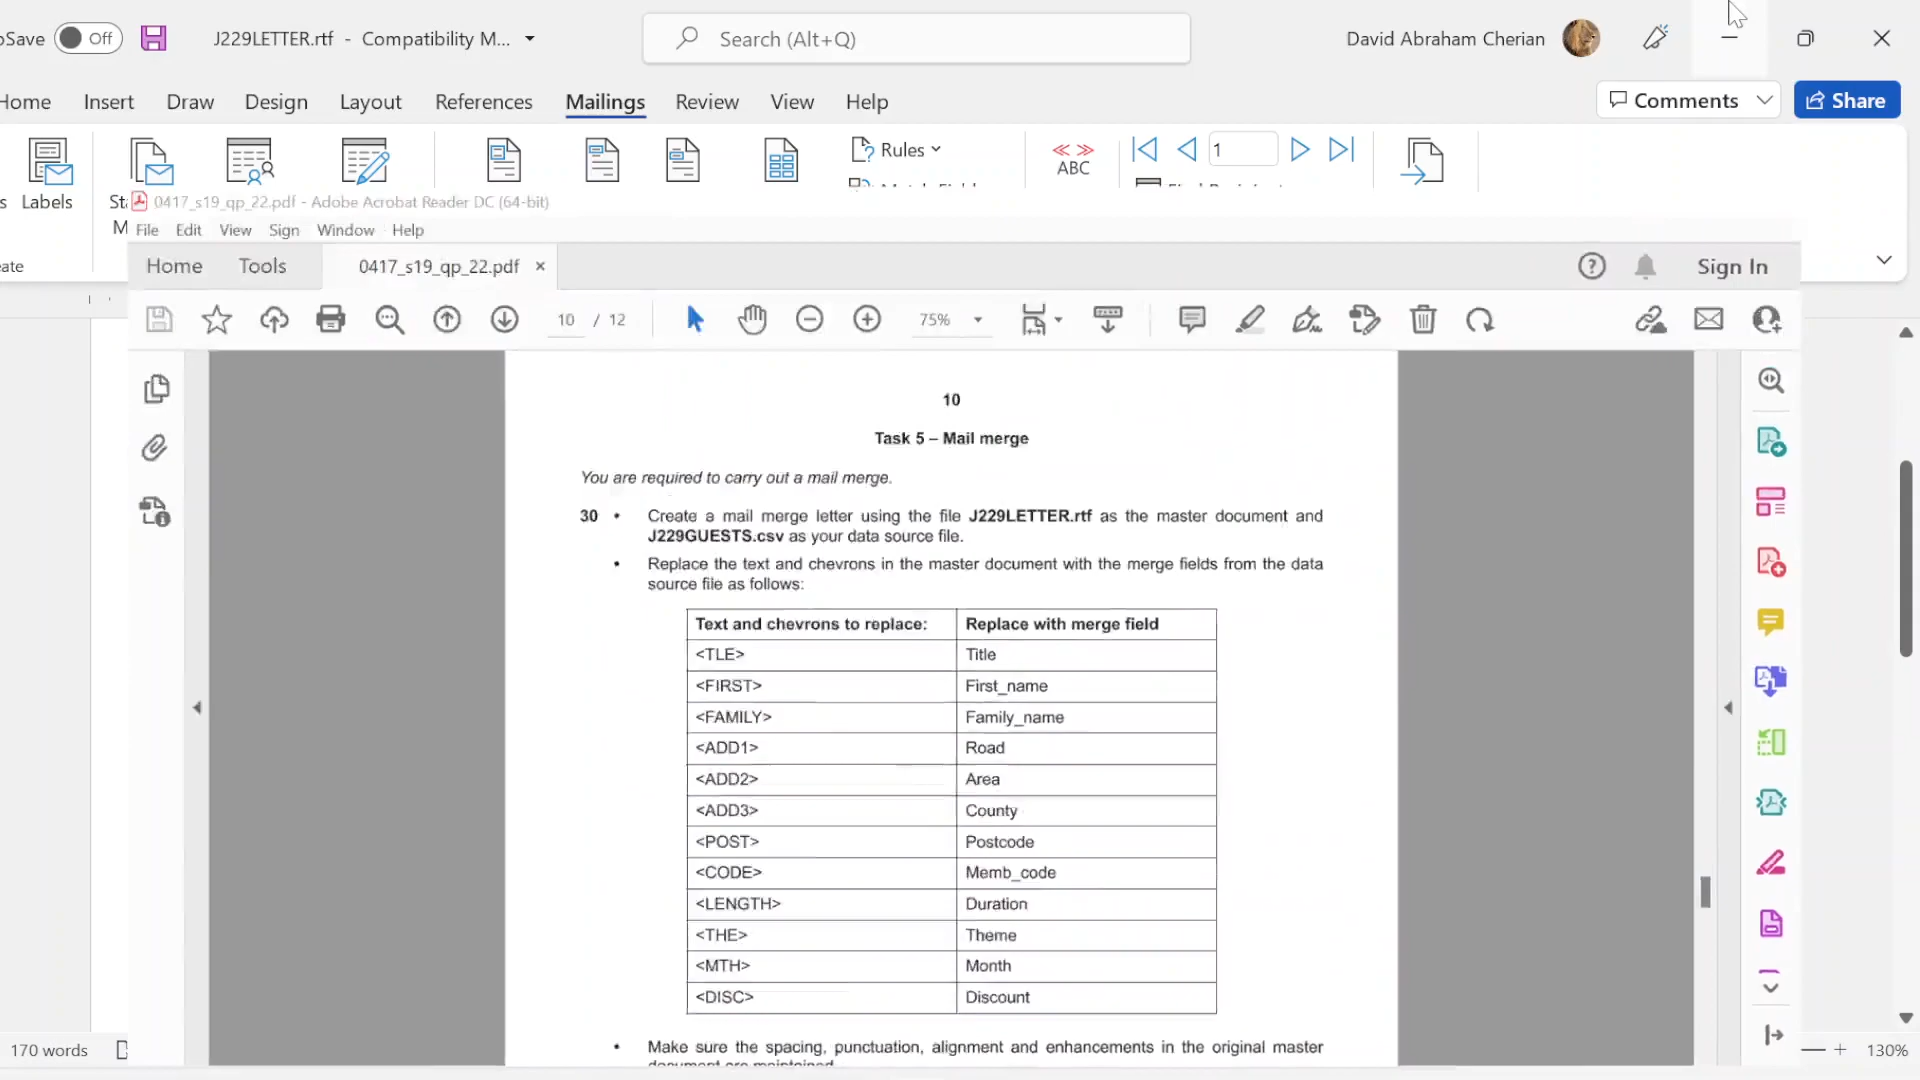 oSave Off J229LETTER.rtf - Compatibility M... Search (Alt+Q) David Abraham Cherian
Home Insert Draw Design Layout References Mailings Review View Help Comments Share
Rules 1
ABC
s Labels
0417_s19_qp_22.pdf - Adobe Acrobat Reader DC (64-bit)
M File Edit View Sign Window Help
eate Home Tools 0417_s19_qp_22.pdf Sign In
10 / 12 75%
10
Task 5 – Mail merge
You are required to carry out a mail merge.
30 • Create a mail merge letter using the file J229LETTER.rtf as the master document and
J229GUESTS.csv as your data source file.
• Replace the text and chevrons in the master document with the merge fields from the data
source file as follows:
Text and chevrons to replace: Replace with merge field
<TLE> Title
<FIRST> First_name
<FAMILY> Family_name
<ADD1> Road
<ADD2> Area
<ADD3> County
<POST> Postcode
<CODE> Memb_code
<LENGTH> Duration
<THE> Theme
<MTH> Month
<DISC> Discount
• Make sure the spacing, punctuation, alignment and enhancements in the original master
document are maintained
170 words 130%